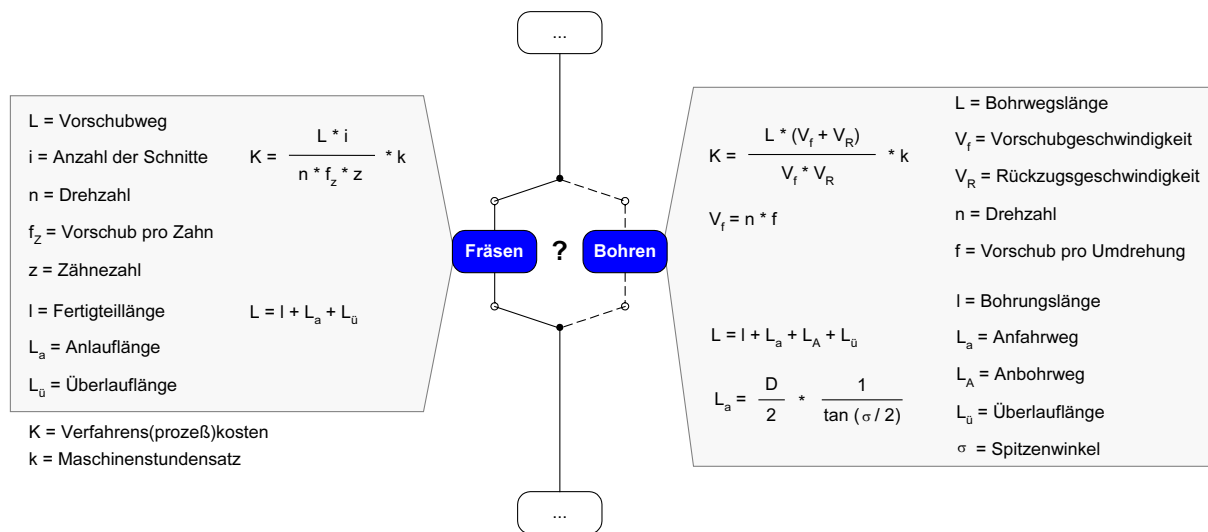 ...
L = Vorschubweg
i = Anzahl der Schnitte
n = Drehzahl
f_Z = Vorschub pro Zahn
z = Zähnezahl
l = Fertigteillänge
L_a = Anlauflänge
L_ü = Überlauflänge
K = (L * i) / (n * f_z * z) * k
L = l + L_a + L_ü
K = Verfahrens(prozeß)kosten
k = Maschinenstundensatz
Fräsen ? Bohren
K = (L * (V_f + V_R)) / (V_f * V_R) * k
V_f = n * f
L = l + L_a + L_A + L_ü
L_a = D / 2 * 1 / tan (σ / 2)
L = Bohrwegslänge
V_f = Vorschubgeschwindigkeit
V_R = Rückzugsgeschwindigkeit
n = Drehzahl
f = Vorschub pro Umdrehung
l = Bohrungslänge
L_a = Anfahrweg
L_A = Anbohrweg
L_ü = Überlauflänge
σ = Spitzenwinkel
...